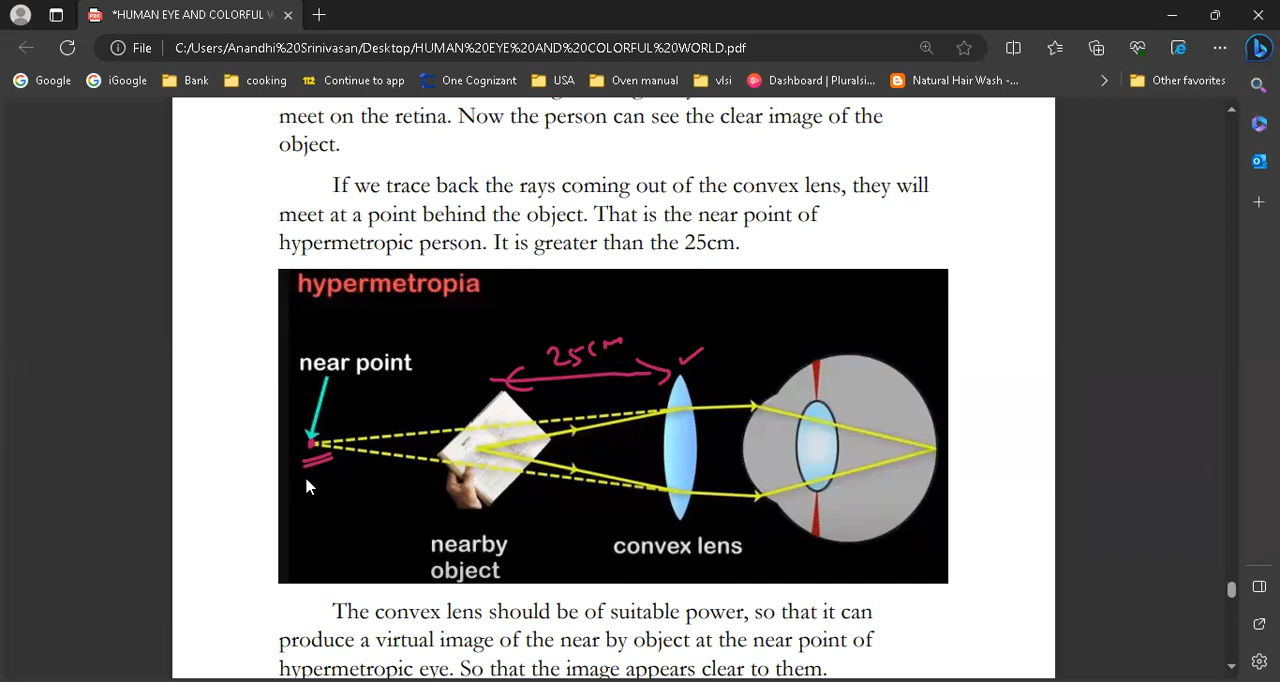 *HUMAN EYE AND COLORFUL
File
C:/Users/Anandhi%20Srinivasan/Desktop/HUMAN%20EYE%20AND%20COLORFUL%20WORLD.pdf
Google iGoogle Bank cooking Continue to app One Cognizant USA Oven manual vlsi Dashboard | Pluralsi... Natural Hair Wash -... Other favorites
meet on the retina. Now the person can see the clear image of the
object.
If we trace back the rays coming out of the convex lens, they will
meet at a point behind the object. That is the near point of
hypermetropic person. It is greater than the 25cm.
hypermetropia
25cm
near point
nearby
object
convex lens
The convex lens should be of suitable power, so that it can
produce a virtual image of the near by object at the near point of
hypermetropic eye. So that the image appears clear to them.